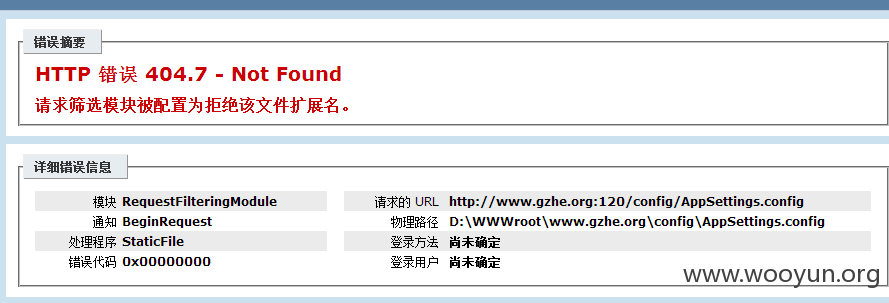 错误摘要
HTTP 错误 404.7 - Not Found
请求筛选模块被配置为拒绝该文件扩展名。
详细错误信息
模块 RequestFilteringModule
通知 BeginRequest
处理程序 StaticFile
错误代码 0x00000000
请求的 URL http://www.gzhe.org:120/config/AppSettings.config
物理路径 D:\WWWroot\www.gzhe.org\config\AppSettings.config
登录方法 尚未确定
登录用户 尚未确定
www.wooyun.org